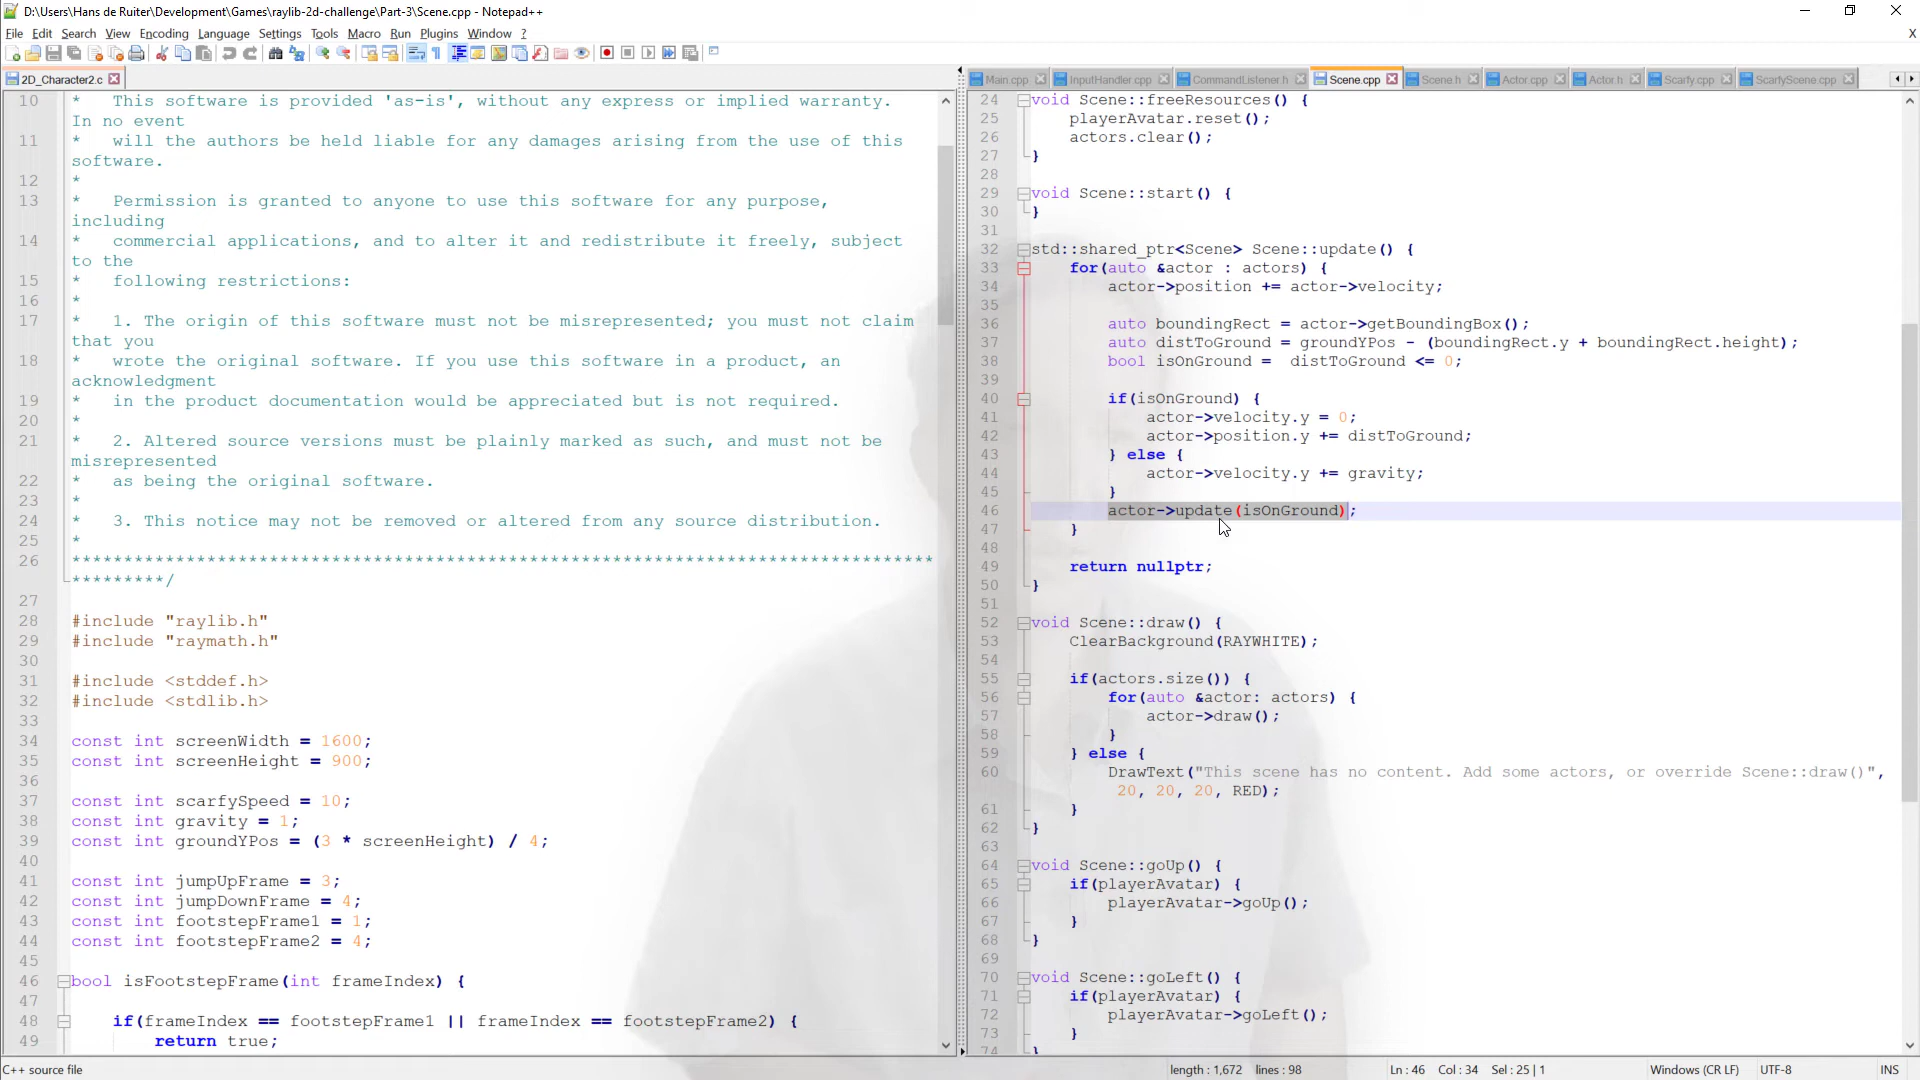 D:\Users\Hans de Ruiter\Development\Games\raylib-2d-challenge\Part-3\Scene.cpp - Notepad++
File Edit Search View Encoding Language Settings Tools Macro Run Plugins Window ?
X
2D_Character2.c
10 *   This software is provided 'as-is', without any express or implied warranty.
In no event
11 *   will the authors be held liable for any damages arising from the use of this
software.
12 *
13 *   Permission is granted to anyone to use this software for any purpose,
including
14 *   commercial applications, and to alter it and redistribute it freely, subject
to the
15 *   following restrictions:
16 *
17 *   1. The origin of this software must not be misrepresented; you must not claim
that you
18 *   wrote the original software. If you use this software in a product, an
acknowledgment
19 *   in the product documentation would be appreciated but is not required.
20 *
21 *   2. Altered source versions must be plainly marked as such, and must not be
misrepresented
22 *   as being the original software.
23 *
24 *   3. This notice may not be removed or altered from any source distribution.
25 *
26 ***********************************************************************************
*********/
27
28 #include "raylib.h"
29 #include "raymath.h"
30
31 #include <stddef.h>
32 #include <stdlib.h>
33
34 const int screenWidth = 1600;
35 const int screenHeight = 900;
36
37 const int scarfySpeed = 10;
38 const int gravity = 1;
39 const int groundYPos = (3 * screenHeight) / 4;
40
41 const int jumpUpFrame = 3;
42 const int jumpDownFrame = 4;
43 const int footstepFrame1 = 1;
44 const int footstepFrame2 = 4;
45
46 bool isFootstepFrame(int frameIndex) {
47
48     if(frameIndex == footstepFrame1 || frameIndex == footstepFrame2) {
49         return true;
Main.cpp InputHandler.cpp CommandListener.h Scene.cpp Scene.h Actor.cpp Actor.h Scarfy.cpp ScarfyScene.cpp
24 void Scene::freeResources() {
25     playerAvatar.reset();
26     actors.clear();
27 }
28
29 void Scene::start() {
30 }
31
32 std::shared_ptr<Scene> Scene::update() {
33     for(auto &actor : actors) {
34         actor->position += actor->velocity;
35
36         auto boundingRect = actor->getBoundingBox();
37         auto distToGround = groundYPos - (boundingRect.y + boundingRect.height);
38         bool isOnGround =  distToGround <= 0;
39
40         if(isOnGround) {
41             actor->velocity.y = 0;
42             actor->position.y += distToGround;
43         } else {
44             actor->velocity.y += gravity;
45         }
46         actor->update(isOnGround);
47     }
48
49     return nullptr;
50 }
51
52 void Scene::draw() {
53     ClearBackground(RAYWHITE);
54
55     if(actors.size()) {
56         for(auto &actor: actors) {
57             actor->draw();
58         }
59     } else {
60         DrawText("This scene has no content. Add some actors, or override Scene::draw()",
20, 20, 20, RED);
61     }
62 }
63
64 void Scene::goUp() {
65     if(playerAvatar) {
66         playerAvatar->goUp();
67     }
68 }
69
70 void Scene::goLeft() {
71     if(playerAvatar) {
72         playerAvatar->goLeft();
73     }
74 }
C++ source file
length : 1,672 lines : 98
Ln : 46 Col : 34 Sel : 25 | 1
Windows (CR LF)
UTF-8
INS